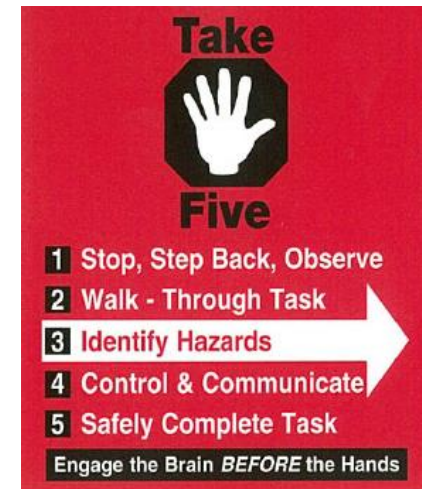 Take
Five
1 Stop, Step Back, Observe
2 Walk - Through Task
3 Identify Hazards
4 Control & Communicate
5 Safely Complete Task
Engage the Brain BEFORE the Hands